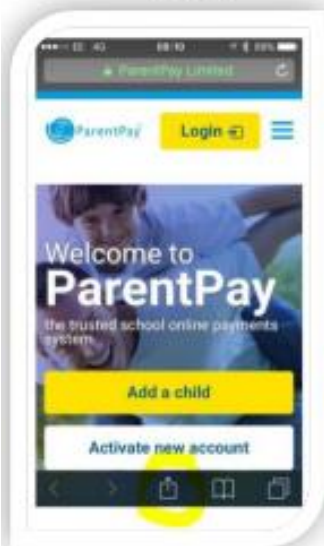 ParentPay Limited
ParentPay
Login
Welcome to
ParentPay
the trusted school online payments
system
Add a child
Activate new account